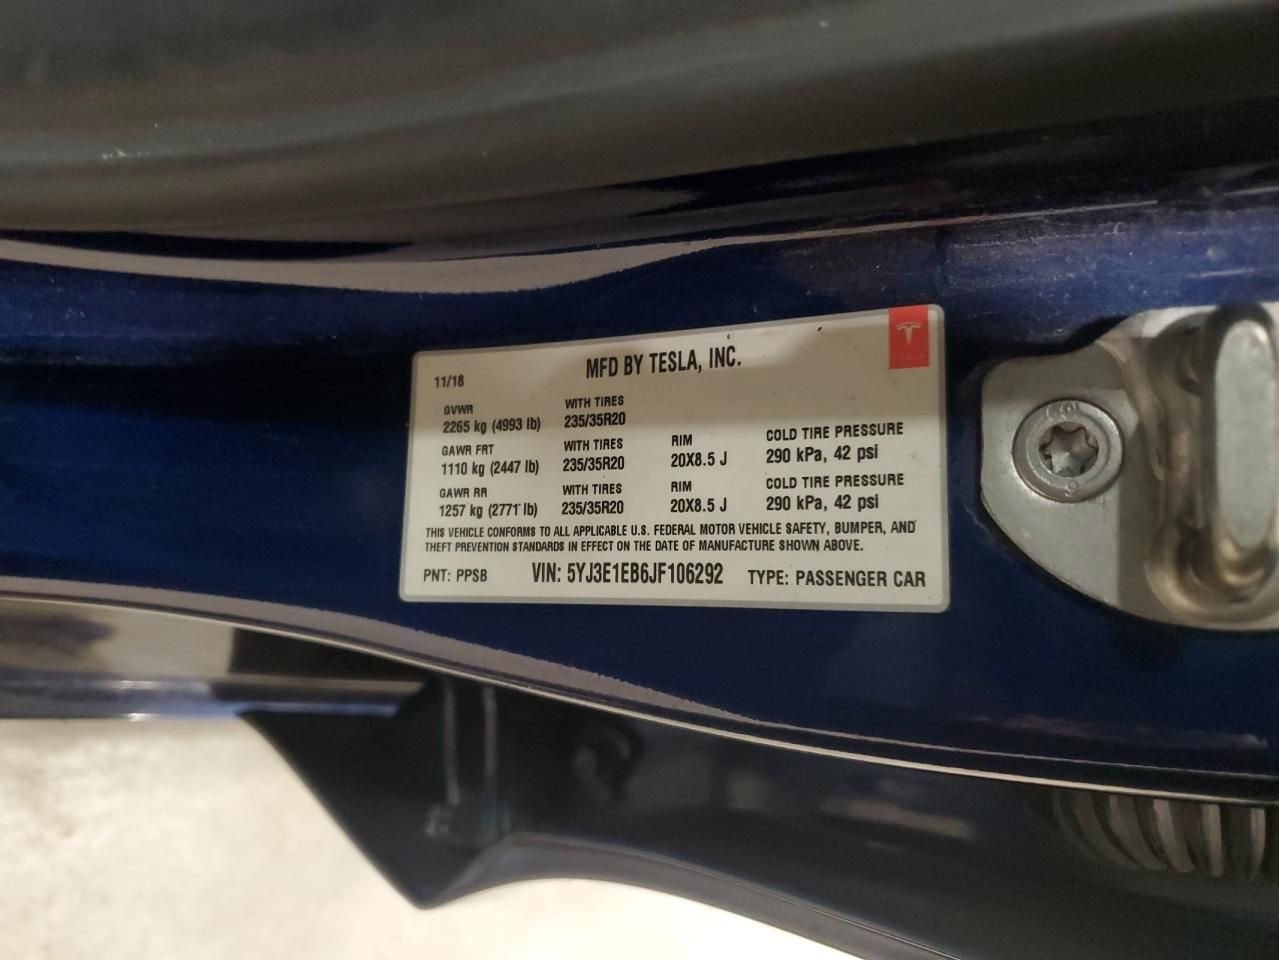 MFD BY TESLA, INC.
11/18
GVWR WITH TIRES
2265 kg (4993 lb) 235/35R20
GAWR FRT WITH TIRES RIM COLD TIRE PRESSURE
1110 kg (2447 lb) 235/35R20 20X8.5 J 290 kPa, 42 psi
GAWR RR WITH TIRES RIM COLD TIRE PRESSURE
1257 kg (2771 lb) 235/35R20 20X8.5 J 290 kPa, 42 psi
THIS VEHICLE CONFORMS TO ALL APPLICABLE U.S. FEDERAL MOTOR VEHICLE SAFETY, BUMPER, AND
THEFT PREVENTION STANDARDS IN EFFECT ON THE DATE OF MANUFACTURE SHOWN ABOVE.
PNT: PPSB VIN: 5YJ3E1EB6JF106292 TYPE: PASSENGER CAR